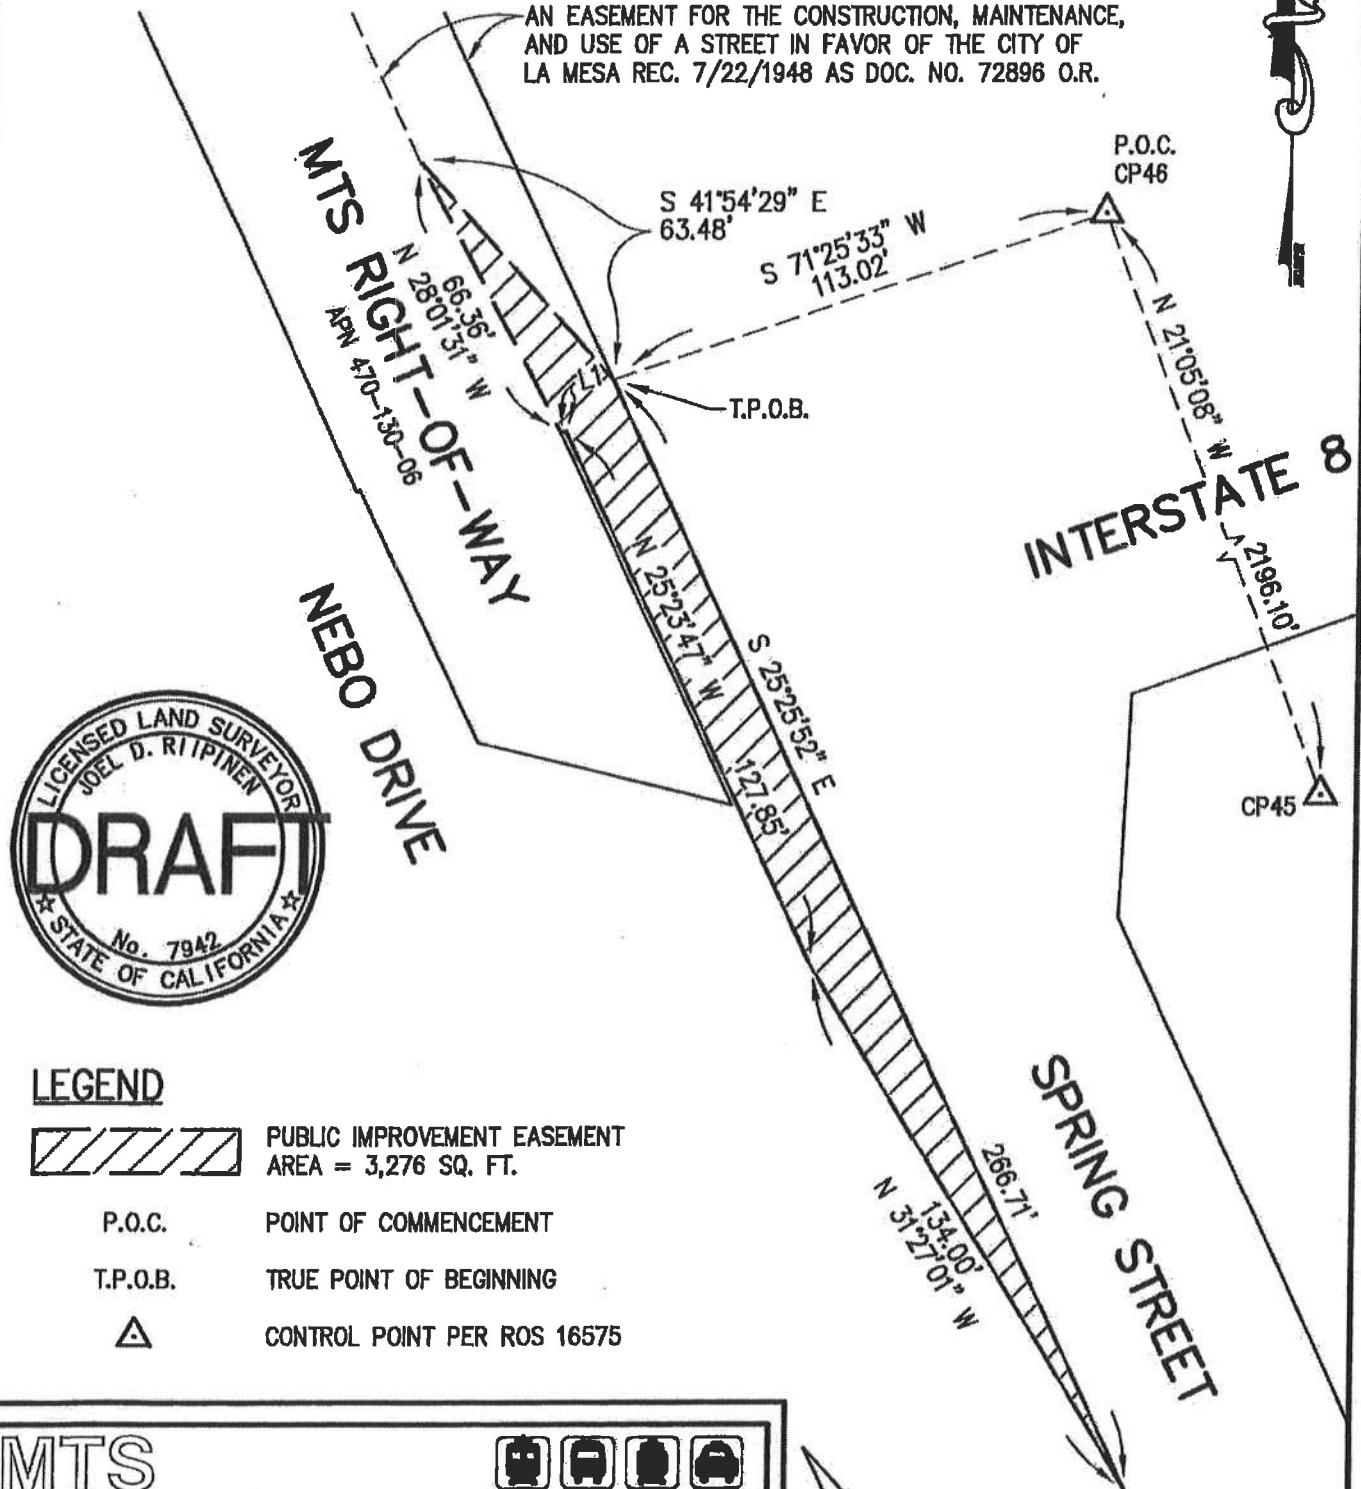 AN EASEMENT FOR THE CONSTRUCTION, MAINTENANCE,
AND USE OF A STREET IN FAVOR OF THE CITY OF
LA MESA REC. 7/22/1948 AS DOC. NO. 72896 O.R.
P.O.C.
CP46
S 41°54'29" E
63.48'
S 71°25'33" W
113.02'
MTS RIGHT-OF-WAY
APN 470-130-06
66.36'
N 28°01'31" W
L1
T.P.O.B.
N 21°05'08" W
2196.10'
INTERSTATE 8
CP45
N 25°23'47" W
127.85'
S 25°25'52" E
266.71'
NEBO DRIVE
LICENSED LAND SURVEYOR
JOEL D. RIIPINEN
DRAFT
No. 7942
STATE OF CALIFORNIA
134.00'
N 31°27'01" W
SPRING STREET
LEGEND
PUBLIC IMPROVEMENT EASEMENT
AREA = 3,276 SQ. FT.
P.O.C. POINT OF COMMENCEMENT
T.P.O.B. TRUE POINT OF BEGINNING
CONTROL POINT PER ROS 16575
MTS